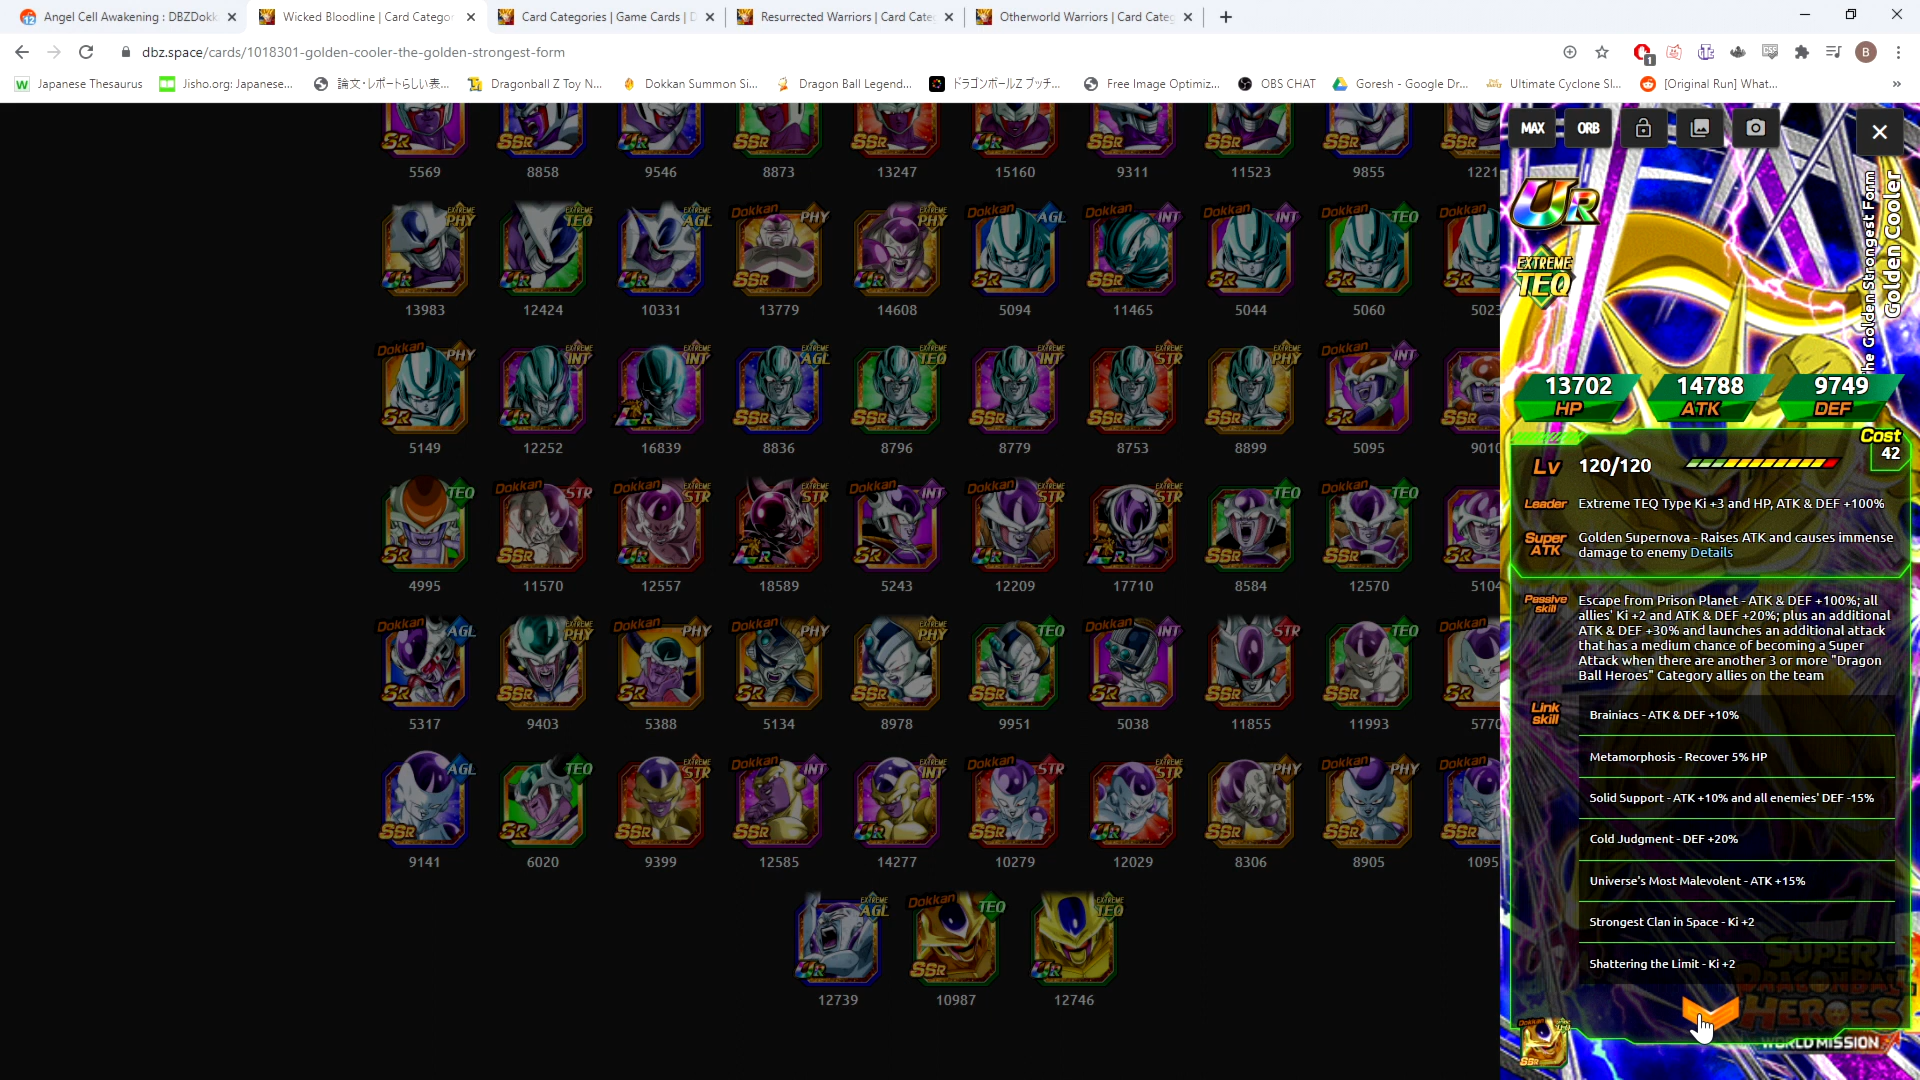 Angel Cell Awakening : DBZDokk
Wicked Bloodline | Card Categor
Card Categories | Game Cards | D
Resurrected Warriors | Card Cate
Otherworld Warriors | Card Categ
dbz.space/cards/1018301-golden-cooler-the-golden-strongest-form
1
B
Japanese Thesaurus
Jisho.org: Japanese...
論文・レポートらしい表...
Dragonball Z Toy N...
Dokkan Summon Si...
Dragon Ball Legend...
ドラゴンボールZ ブッチ...
Free Image Optimiz...
OBS CHAT
Goresh - Google Dr...
Ultimate Cyclone Sl...
[Original Run] What...
5569 8858 9546 8873 13247 15160 9311 11523 9855 1221
13983 12424 10331 13779 14608 5094 11465 5044 5060 5023
5149 12252 16839 8836 8796 8779 8753 8899 5095 9010
4995 11570 12557 18589 5243 12209 17710 8584 12570 5104
5317 9403 5388 5134 8978 9951 5038 11855 11993 5770
9141 6020 9399 12585 14277 10279 12029 8306 8905 1095
12739 10987 12746
MAX
ORB
UR
EXTREME
TEQ
The Golden Strongest Form
Golden Cooler
13702 14788 9749
HP ATK DEF
Cost
42
Lv 120/120
Leader Extreme TEQ Type Ki +3 and HP, ATK & DEF +100%
Super ATK Golden Supernova - Raises ATK and causes immense
damage to enemy Details
Passive skill Escape from Prison Planet - ATK & DEF +100%; all
allies' Ki +2 and ATK & DEF +20%; plus an additional
ATK & DEF +30% and launches an additional attack
that has a medium chance of becoming a Super
Attack when there are another 3 or more "Dragon
Ball Heroes" Category allies on the team
Link skill Brainiacs - ATK & DEF +10%
Metamorphosis - Recover 5% HP
Solid Support - ATK +10% and all enemies' DEF -15%
Cold Judgment - DEF +20%
Universe's Most Malevolent - ATK +15%
Strongest Clan in Space - Ki +2
Shattering the Limit - Ki +2
SUPER
DRAGONBALL
HEROES
WORLD MISSION